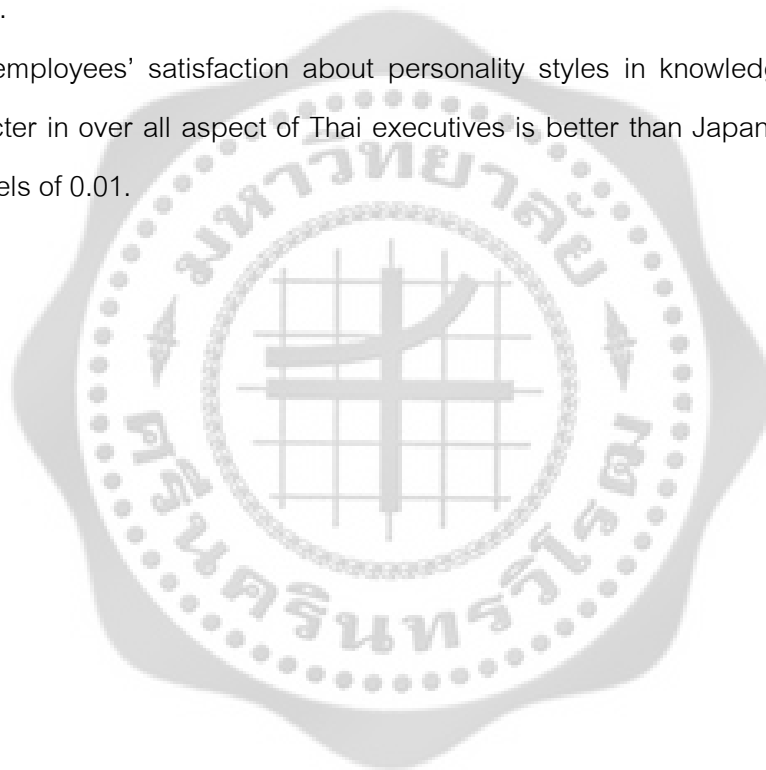 .
employees' satisfaction about personality styles in knowledg
cter in over all aspect of Thai executives is better than Japan
els of 0.01.
มหาวิทยาลัย
ศรีนครินทรวิโรฒ